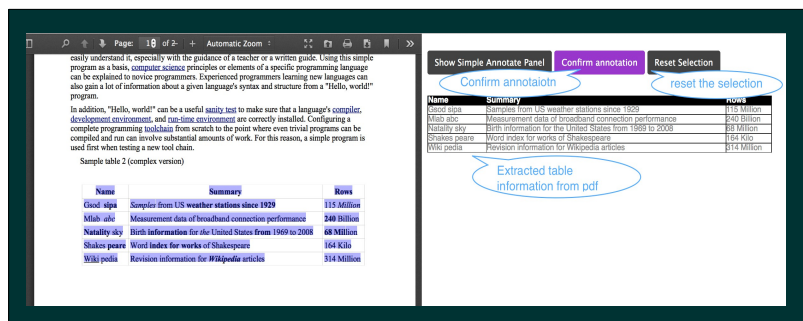 Page: 18 of 2 — + Automatic Zoom
easily understand it, especially with the guidance of a teacher or a written guide. Using this simple
program as a basis, computer science principles or elements of a specific programming language
can be explained to novice programmers. Experienced programmers learning new languages can
also gain a lot of information about a given language's syntax and structure from a "Hello, world!"
program.
In addition, "Hello, world!" can be a useful sanity test to make sure that a language's compiler,
development environment, and run-time environment are correctly installed. Configuring a
complete programming toolchain from scratch to the point where even trivial programs can be
compiled and run can involve substantial amounts of work. For this reason, a simple program is
used first when testing a new tool chain.
Sample table 2 (complex version)
Name Summary Rows
Gsod sipa Samples from US weather stations since 1929 115 Million
Mlab abc Measurement data of broadband connection performance 240 Billion
Natality sky Birth information for the United States from 1969 to 2008 68 Million
Shakes peare Word index for works of Shakespeare 164 Kilo
Wiki pedia Revision information for Wikipedia articles 314 Million
Show Simple Annotate Panel Confirm annotation Reset Selection
Confirm annotaiotn reset the selection
Name Summary Rows
Gsod sipa Samples from US weather stations since 1929 115 Million
Mlab abc Measurement data of broadband connection performance 240 Billion
Natality sky Birth information for the United States from 1969 to 2008 68 Million
Shakes peare Word index for works of Shakespeare 164 Kilo
Wiki pedia Revision information for Wikipedia articles 314 Million
Extracted table
information from pdf